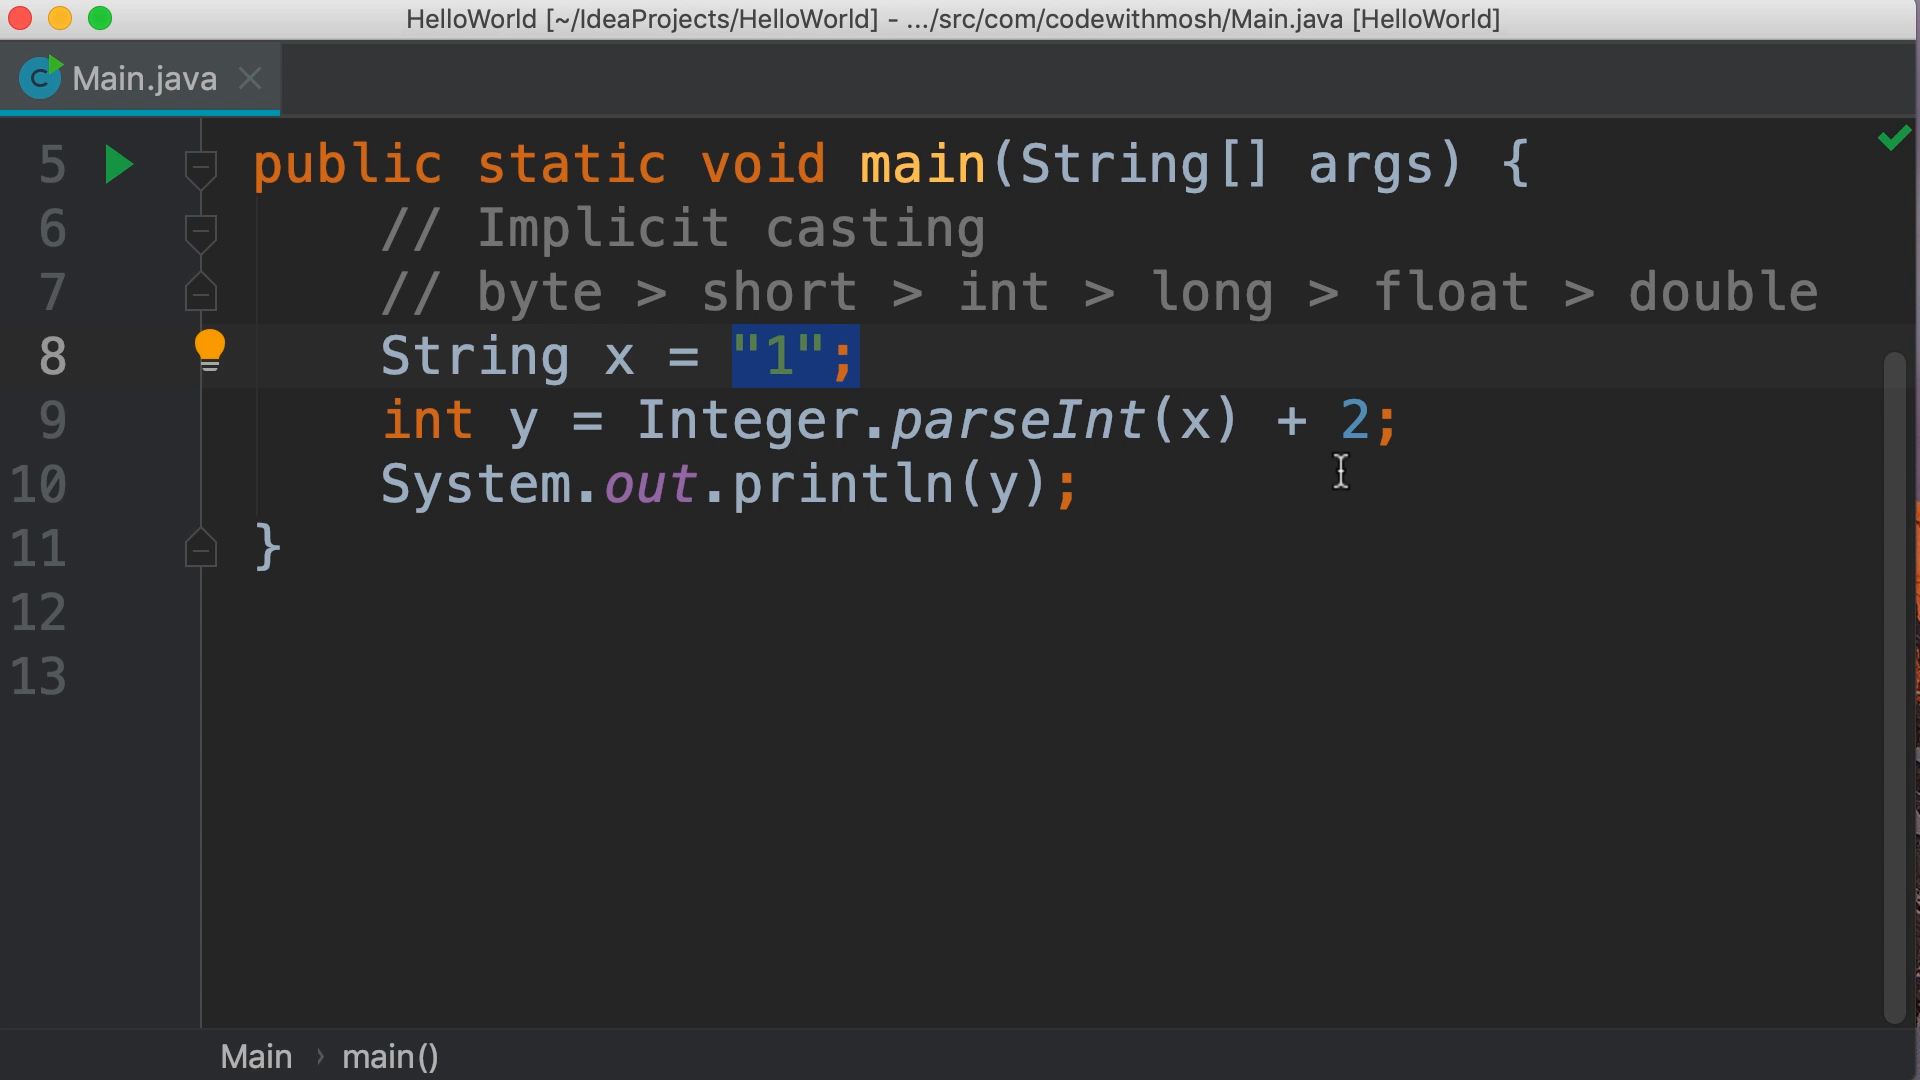 HelloWorld [~/IdeaProjects/HelloWorld] - .../src/com/codewithmosh/Main.java [HelloWorld]
C Main.java
5 public static void main(String[] args) {
6 // Implicit casting
7 // byte > short > int > long > float > double
8 String x = "1";
9 int y = Integer.parseInt(x) + 2;
10 System.out.println(y);
11 }
12
13
Main › main()